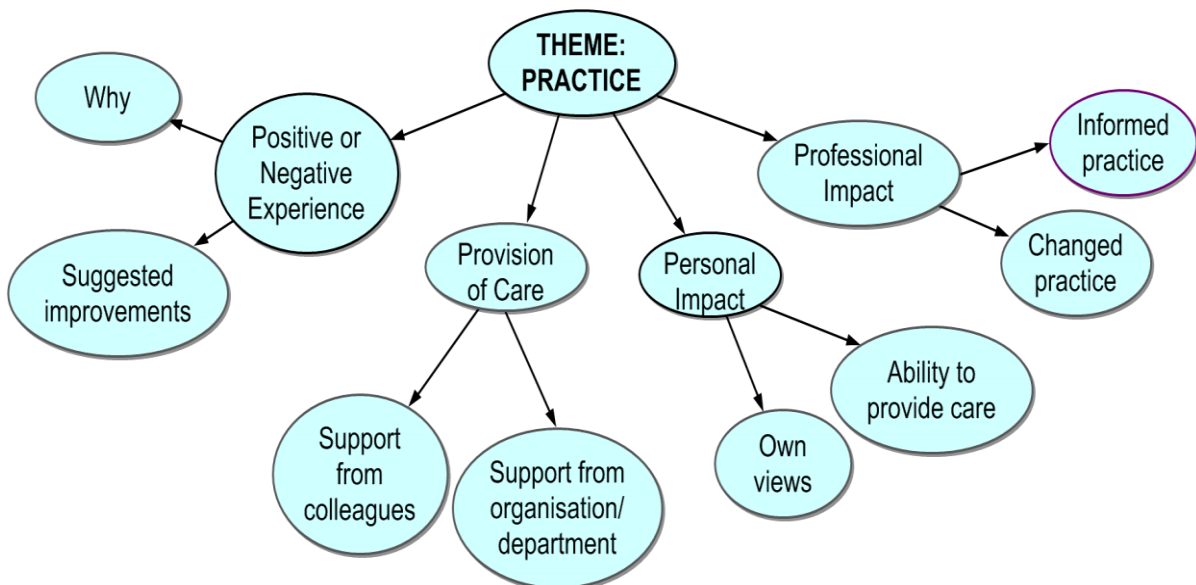 THEME:
PRACTICE
Why
Positive or
Negative
Experience
Professional
Impact
Informed
practice
Suggested
improvements
Provision
of Care
Personal
Impact
Changed
practice
Support
from
colleagues
Support from
organisation/
department
Own
views
Ability to
provide care